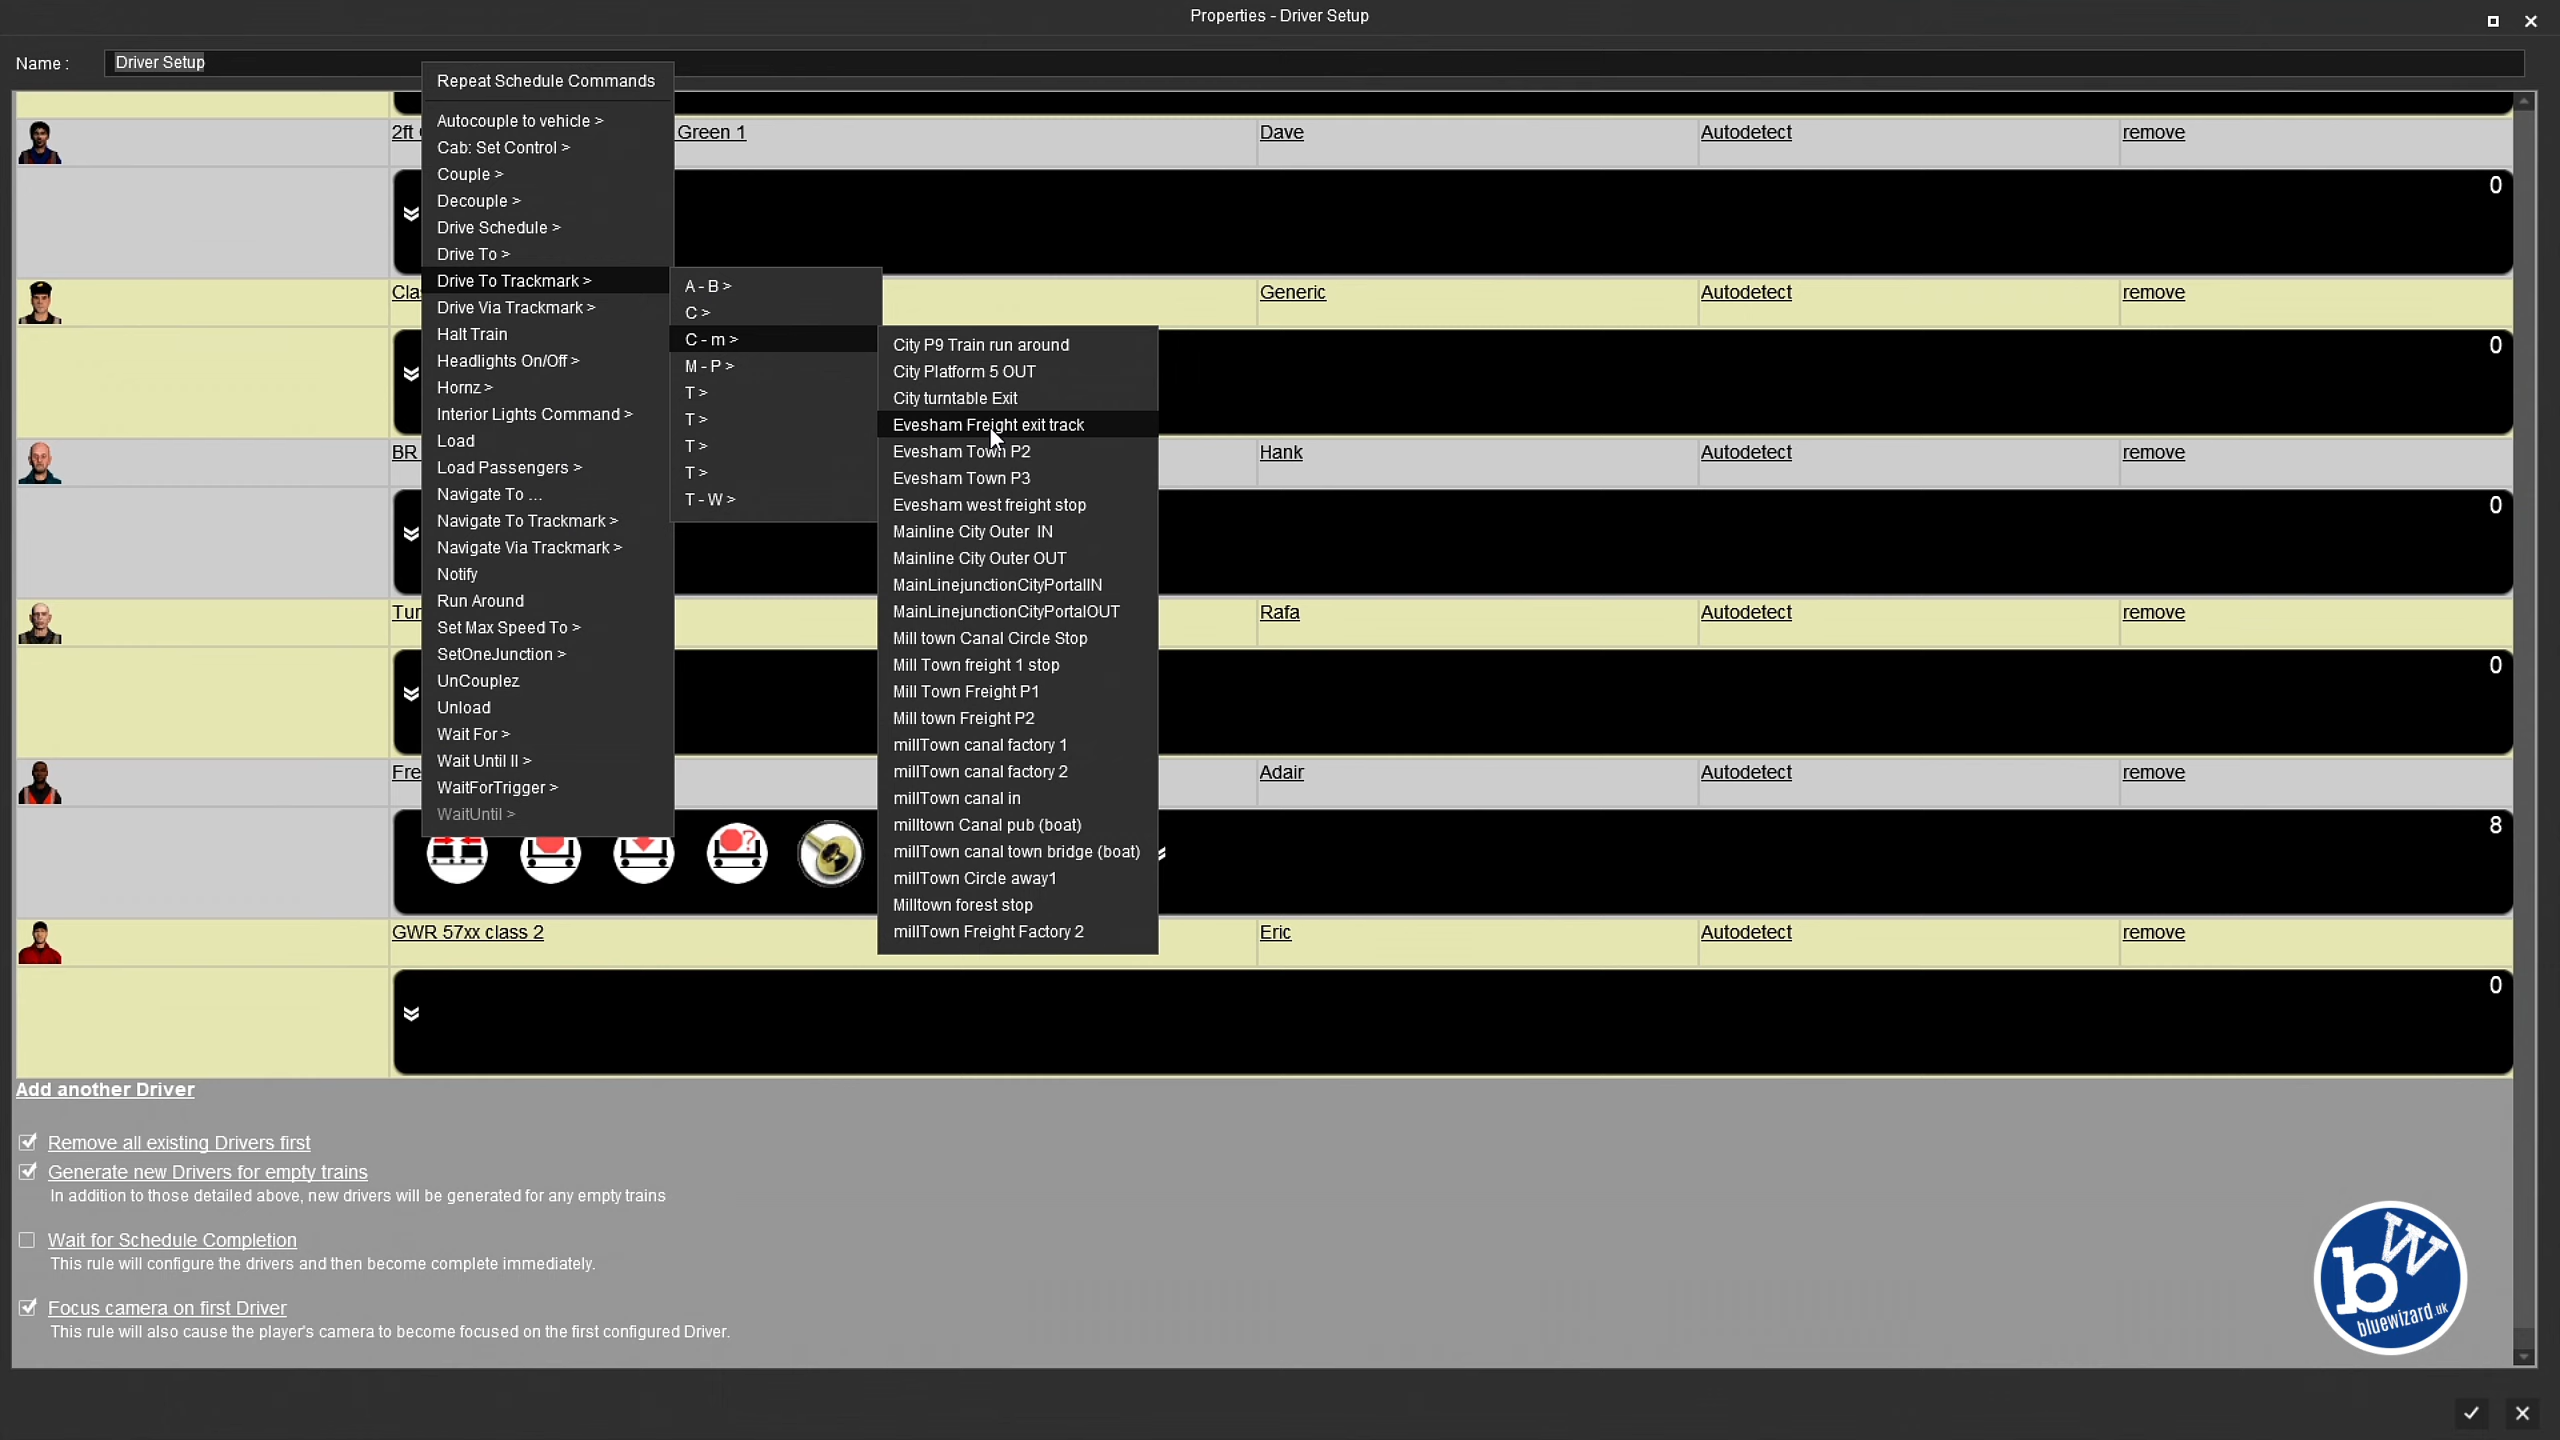 Properties - Driver Setup
Name :
Driver Setup
Repeat Schedule Commands
Autocouple to vehicle >
Cab: Set Control >
Couple >
Decouple >
Drive Schedule >
Drive To >
Drive To Trackmark >
Drive Via Trackmark >
Halt Train
Headlights On/Off >
Hornz >
Interior Lights Command >
Load
Load Passengers >
Navigate To ...
Navigate To Trackmark >
Navigate Via Trackmark >
Notify
Run Around
Set Max Speed To >
SetOneJunction >
UnCouplez
Unload
Wait For >
Wait Until II >
WaitForTrigger >
WaitUntil >
A - B >
C >
C - m >
M - P >
T >
T >
T >
T >
T - W >
City P9 Train run around
City Platform 5 OUT
City turntable Exit
Evesham Freight exit track
Evesham Town P2
Evesham Town P3
Evesham west freight stop
Mainline City Outer  IN
Mainline City Outer OUT
MainLinejunctionCityPortalIN
MainLinejunctionCityPortalOUT
Mill town Canal Circle Stop
Mill Town freight 1 stop
Mill Town Freight P1
Mill town Freight P2
millTown canal factory 1
millTown canal factory 2
millTown canal in
milltown Canal pub (boat)
millTown canal town bridge (boat)
millTown Circle away1
Milltown forest stop
millTown Freight Factory 2
2ft Green 1 Dave Autodetect remove
0
Cla Generic Autodetect remove
0
BR Hank Autodetect remove
0
Tur Rafa Autodetect remove
0
Fre Adair Autodetect remove
8
GWR 57xx class 2 Eric Autodetect remove
0
Add another Driver
Remove all existing Drivers first
Generate new Drivers for empty trains
In addition to those detailed above, new drivers will be generated for any empty trains
Wait for Schedule Completion
This rule will configure the drivers and then become complete immediately.
Focus camera on first Driver
This rule will also cause the player's camera to become focused on the first configured Driver.
bw
bluewizard.uk